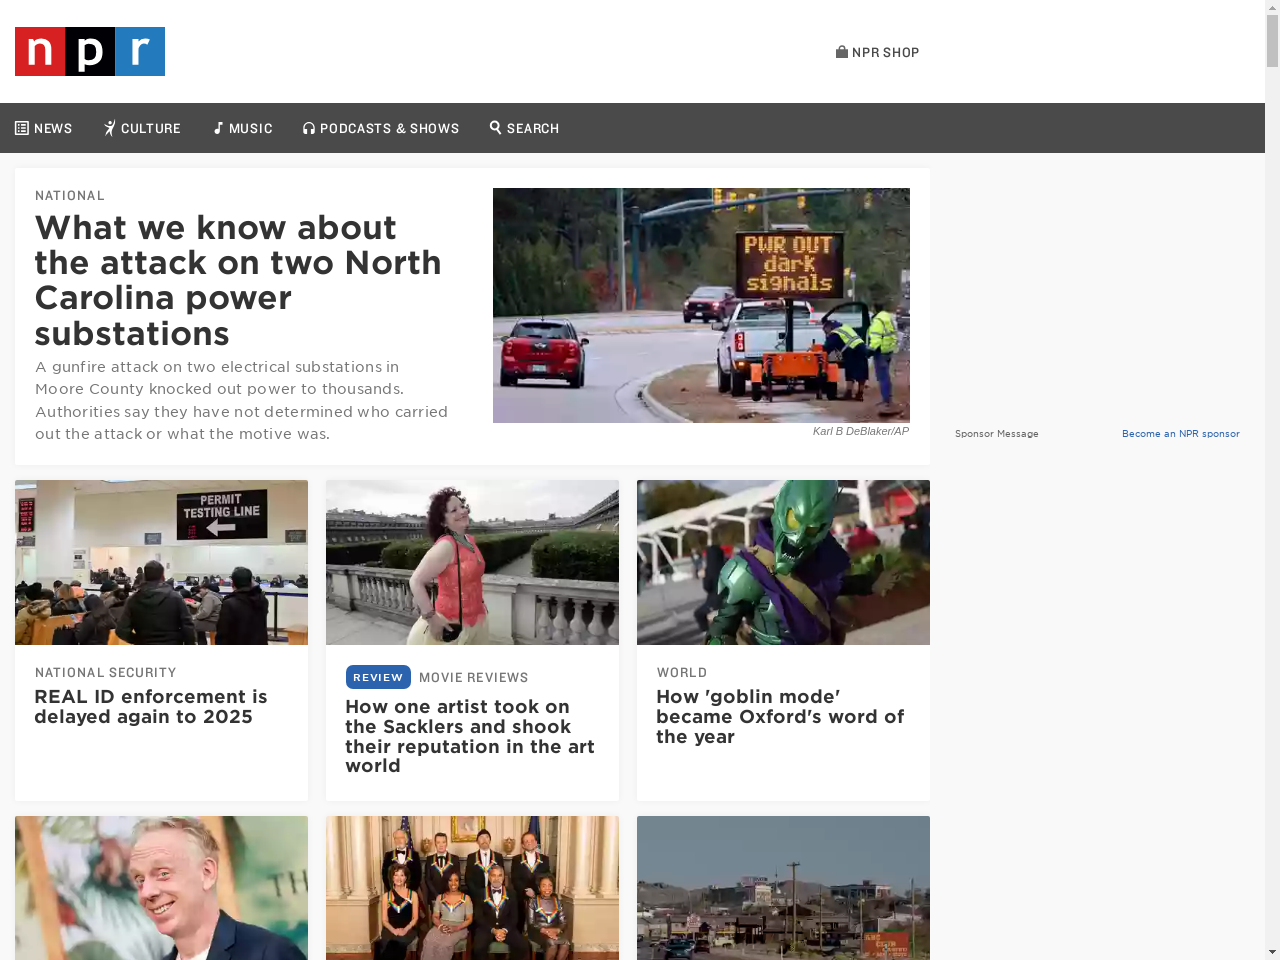 npr
NPR SHOP
NEWS
CULTURE
MUSIC
PODCASTS & SHOWS
SEARCH
NATIONAL
What we know about
the attack on two North
Carolina power
substations
A gunfire attack on two electrical substations in
Moore County knocked out power to thousands.
Authorities say they have not determined who carried
out the attack or what the motive was.
PWR OUT
dark
signals
Karl B DeBlaker/AP
Sponsor Message
Become an NPR sponsor
PERMIT
TESTING LINE
NATIONAL SECURITY
REAL ID enforcement is
delayed again to 2025
REVIEW
MOVIE REVIEWS
How one artist took on
the Sacklers and shook
their reputation in the art
world
WORLD
How 'goblin mode'
became Oxford's word of
the year